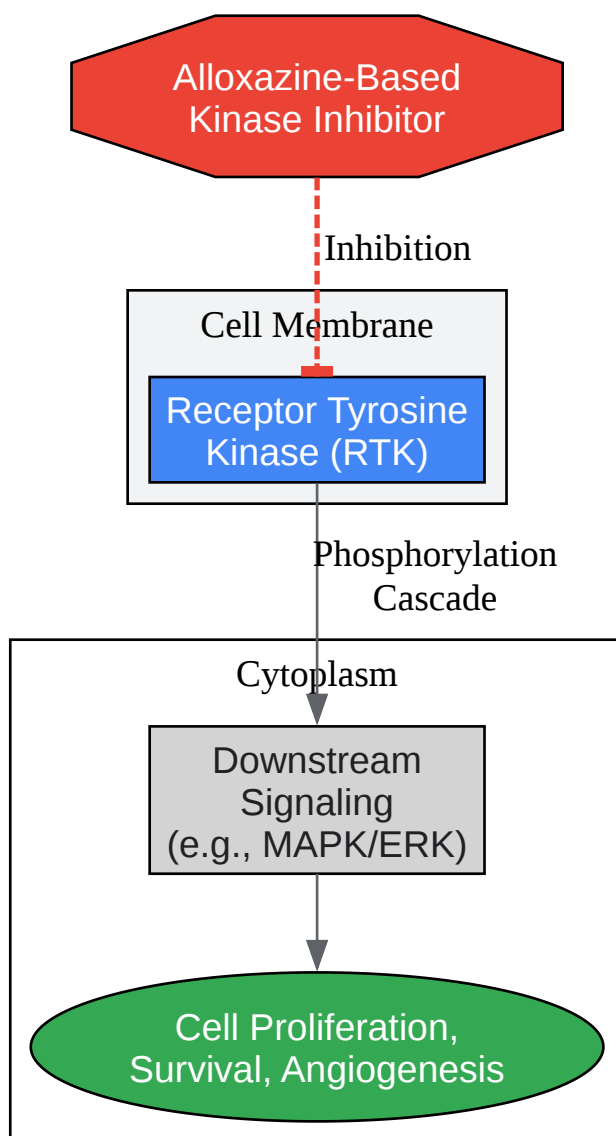 Alloxazine-Based
Kinase Inhibitor
Inhibition
Cell Membrane
Receptor Tyrosine
Kinase (RTK)
Phosphorylation
Cascade
Cytoplasm
Downstream
Signaling
(e.g., MAPK/ERK)
Cell Proliferation,
Survival, Angiogenesis